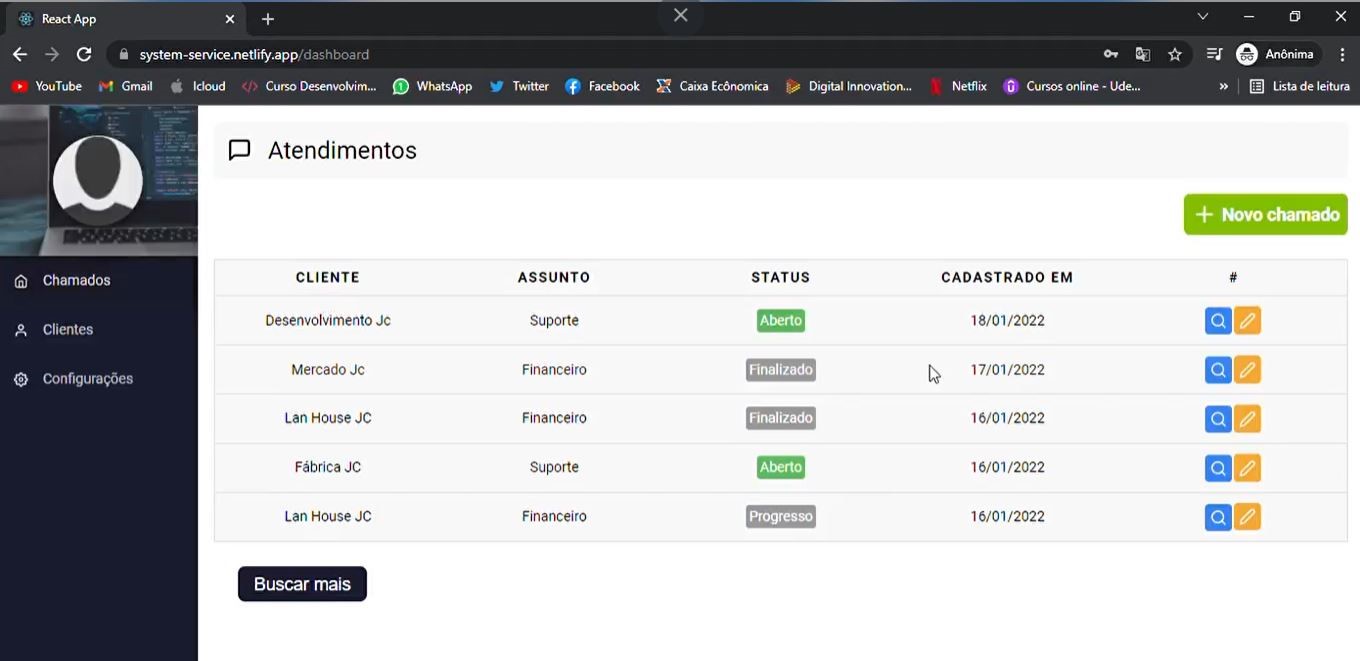 React App
system-service.netlify.app/dashboard
Anônima
YouTube Gmail Icloud Curso Desenvolvim... WhatsApp Twitter Facebook Caixa Ecônomica Digital Innovation... Netflix Cursos online - Ude... » Lista de leitura
Atendimentos
+ Novo chamado
Chamados
Clientes
Configurações
CLIENTE ASSUNTO STATUS CADASTRADO EM #
Desenvolvimento Jc Suporte Aberto 18/01/2022
Mercado Jc Financeiro Finalizado 17/01/2022
Lan House JC Financeiro Finalizado 16/01/2022
Fábrica JC Suporte Aberto 16/01/2022
Lan House JC Financeiro Progresso 16/01/2022
Buscar mais